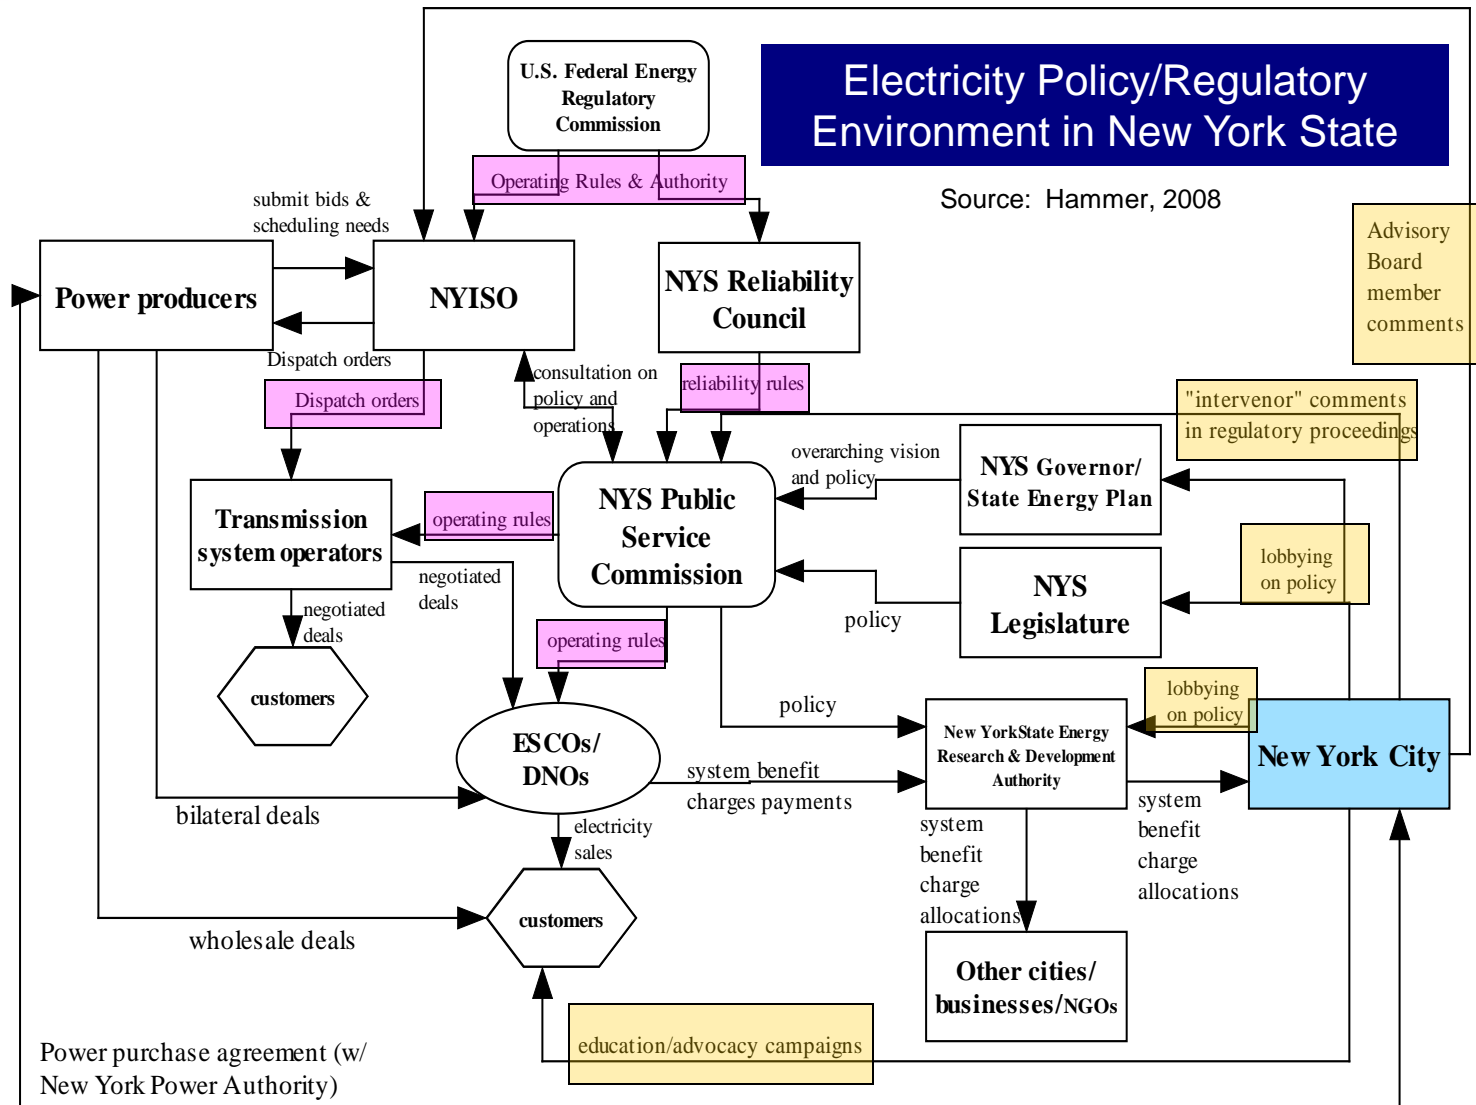 U.S. Federal Energy
Regulatory
Commission
Electricity Policy/Regulatory
Environment in New York State
Source: Hammer, 2008
Operating Rules & Authority
submit bids &
scheduling needs
Advisory
Board
member
comments
Power producers
NYISO
NYS Reliability
Council
Dispatch orders
Dispatch orders
consultation on
policy and
operations
reliability rules
"intervenor" comments
in regulatory proceedings
overarching vision
and policy
NYS Governor/
State Energy Plan
NYS Public
Service
Commission
operating rules
Transmission
system operators
negotiated
deals
negotiated
deals
lobbying
on policy
NYS
Legislature
policy
operating rules
customers
policy
lobbying
on policy
New YorkState Energy
Research & Development
Authority
New York City
ESCOs/
DNOs
system benefit
charges payments
bilateral deals
electricity
sales
system
benefit
charge
allocations
system
benefit
charge
allocations
customers
wholesale deals
Other cities/
businesses/NGOs
education/advocacy campaigns
Power purchase agreement (w/
New York Power Authority)